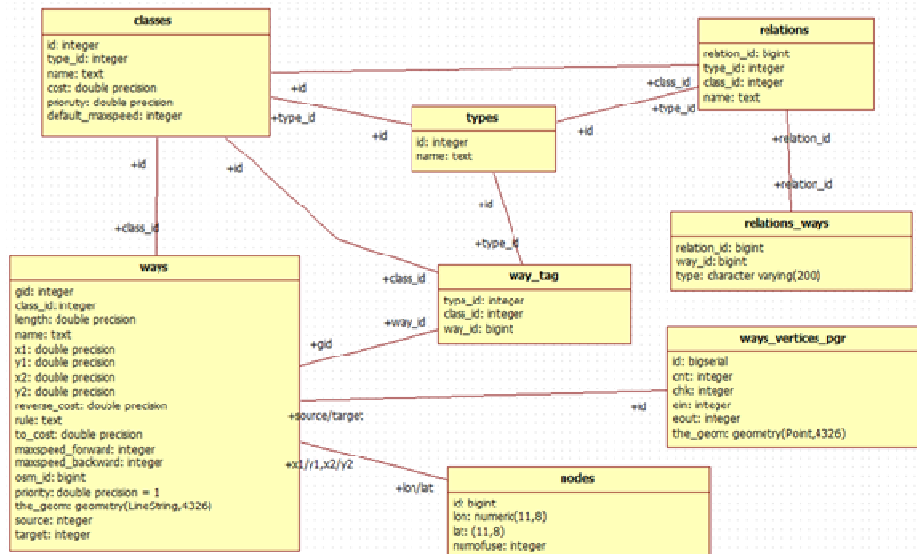 classes
id: integer
type_id: integer
name: text
cost: double precision
priority: double precision
default_maxspeed: integer
relations
relation_id: bigint
type_id: integer
class_id: integer
name: text
+id
+class_id
+type_id
+type_id
+id
+id
types
id: integer
name: text
+relation_id
+relation_id
+id
+id
+id
+class_id
+type_id
+class_id
relations_ways
relation_id: bigint
way_id: bigint
type: character varying(200)
ways
gid: integer
class_id: integer
length: double precision
name: text
x1: double precision
y1: double precision
x2: double precision
y2: double precision
reverse_cost: double precision
rule: text
to_cost: double precision
maxspeed_forward: integer
maxspeed_backward: integer
osm_id: bigint
priority: double precision = 1
the_geom: geometry(LineString,4326)
source: integer
target: integer
way_tag
type_id: integer
class_id: integer
way_id: bigint
+way_id
+gid
ways_vertices_pgr
id: bigserial
cnt: integer
chk: integer
ein: integer
eout: integer
the_geom: geometry(Point,4326)
+source/target
+id
+x1/y1,x2/y2
+lon/lat
nodes
id: bigint
lon: numeric(11,8)
lat: (11,8)
numofuse: integer